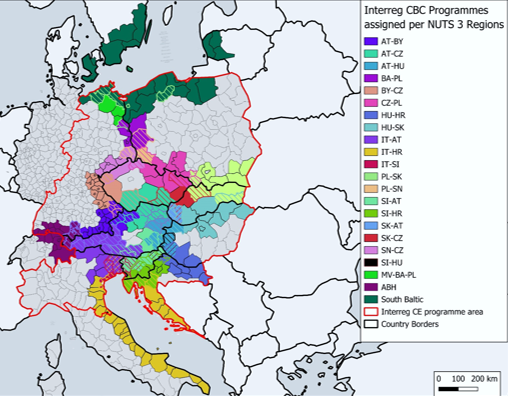 Interreg CBC Programmes
assigned per NUTS 3 Regions
AT-BY
AT-CZ
AT-HU
BA-PL
BY-CZ
CZ-PL
HU-HR
HU-SK
IT-AT
IT-HR
IT-SI
PL-SK
PL-SN
SI-AT
SI-HR
SK-AT
SK-CZ
SN-CZ
SI-HU
MV-BA-PL
ABH
South Baltic
Interreg CE programme area
Country Borders
0 100 200 km